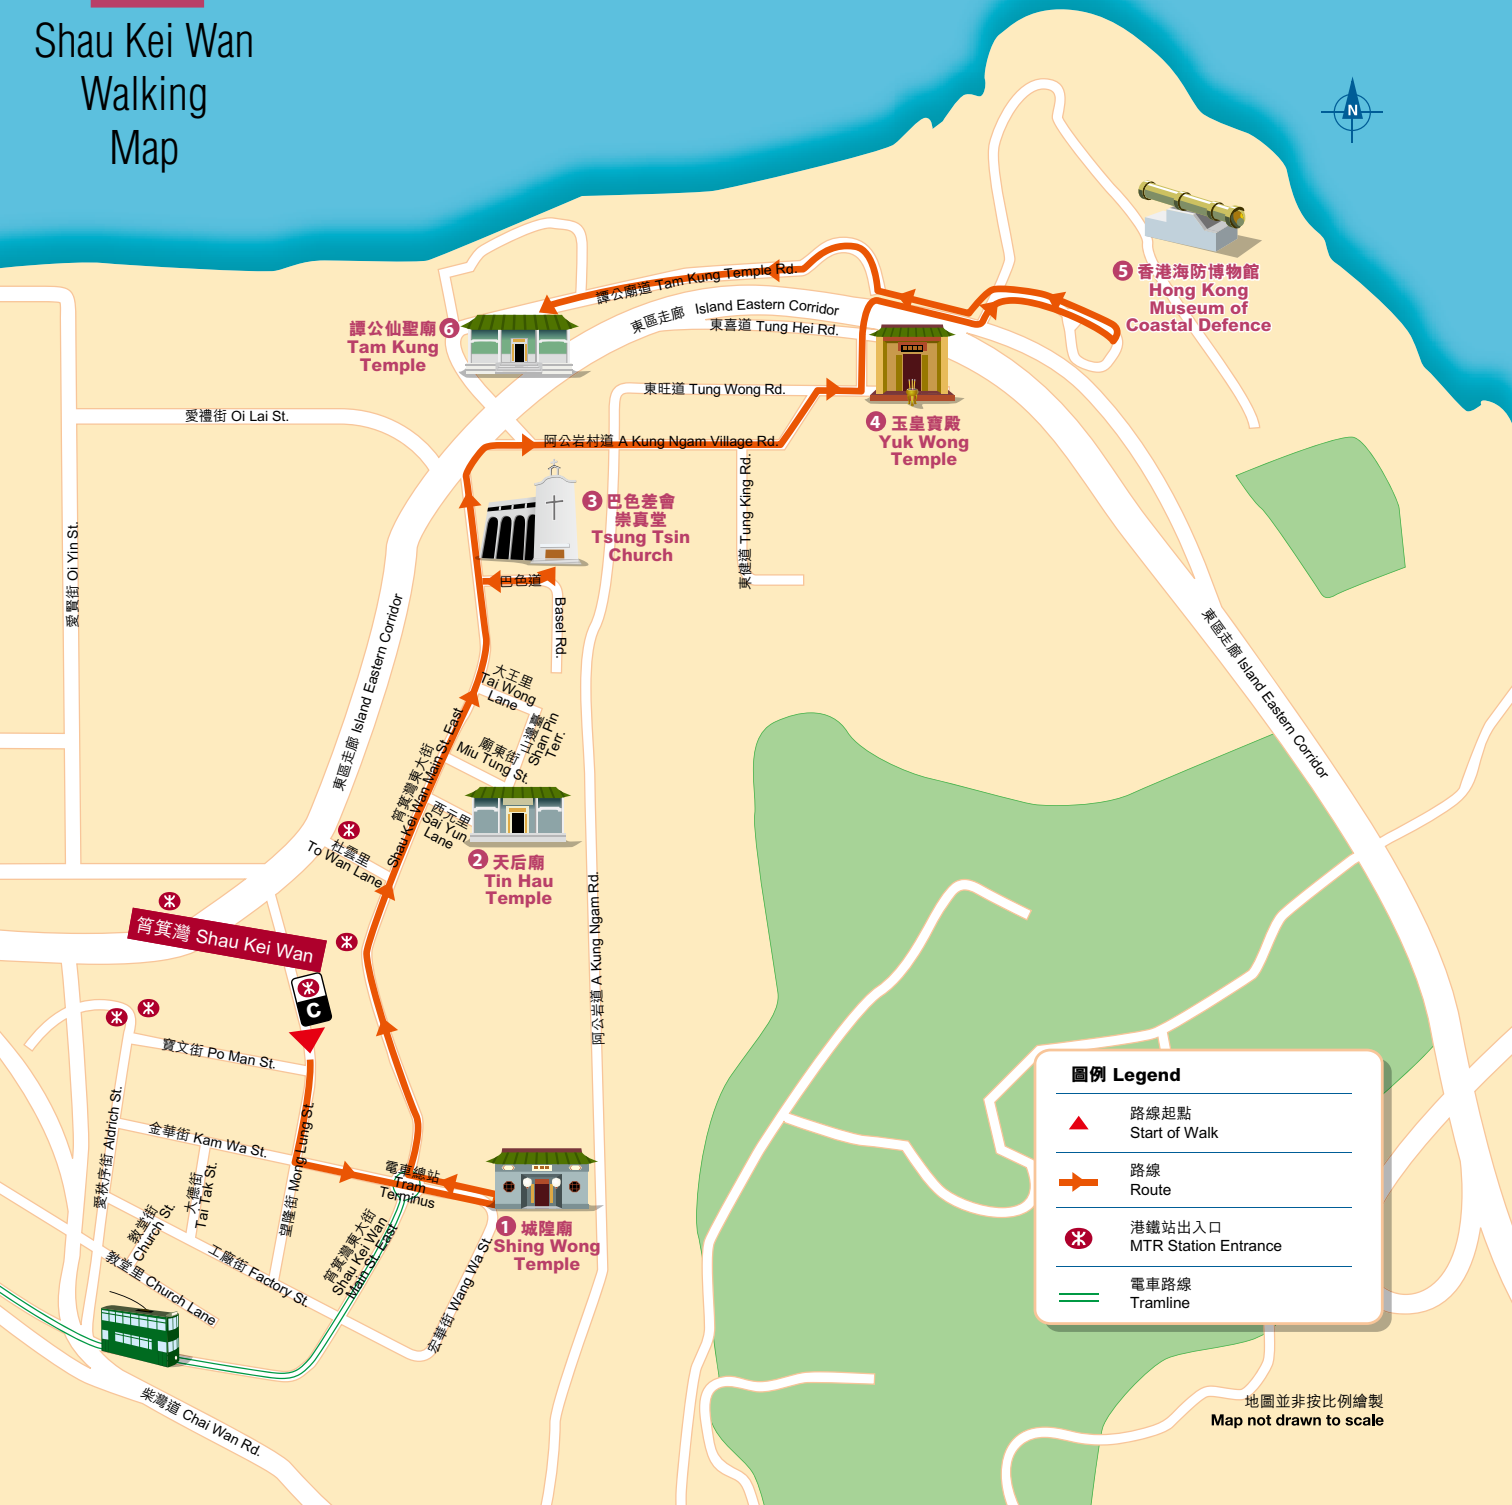 Shau Kei Wan
Walking
Map
N
❺ 香港海防博物館
Hong Kong
Museum of
Coastal Defence
譚公廟道 Tam Kung Temple Rd.
東區走廊 Island Eastern Corridor
東喜道 Tung Hei Rd.
譚公仙聖廟 ❻
Tam Kung
Temple
東旺道 Tung Wong Rd.
愛禮街 Oi Lai St.
❹ 玉皇寶殿
Yuk Wong
Temple
阿公岩村道 A Kung Ngam Village Rd.
❸ 巴色差會
崇真堂
Tsung Tsin
Church
東健道 Tung King Rd.
愛賢街 Oi Yin St.
巴色道
Basel Rd.
東區走廊 Island Eastern Corridor
東區走廊 Island Eastern Corridor
大王里
Tai Wong
Lane
山邊臺
Shan Pin
Terr.
廟東街
Miu Tung St.
筲箕灣東大街
Shau Kei Wan Main St. East
西元里
Sai Yun
Lane
杜雲里
To Wan Lane
❷ 天后廟
Tin Hau
Temple
阿公岩道 A Kung Ngam Rd.
筲箕灣 Shau Kei Wan
C
寶文街 Po Man St.
愛秩序街 Aldrich St.
金華街 Kam Wa St.
望隆街 Mong Lung St.
大德街
Tai Tak St.
電車總站
Tram
Terminus
❶ 城隍廟
Shing Wong
Temple
教堂街
Church St.
教堂里 Church Lane
工廠街 Factory St.
筲箕灣東大街
Shau Kei Wan
Main St. East
宏華街 Wang Wa St.
柴灣道 Chai Wan Rd.
圖例 Legend
路線起點
Start of Walk
路線
Route
港鐵站出入口
MTR Station Entrance
電車路線
Tramline
地圖並非按比例繪製
Map not drawn to scale